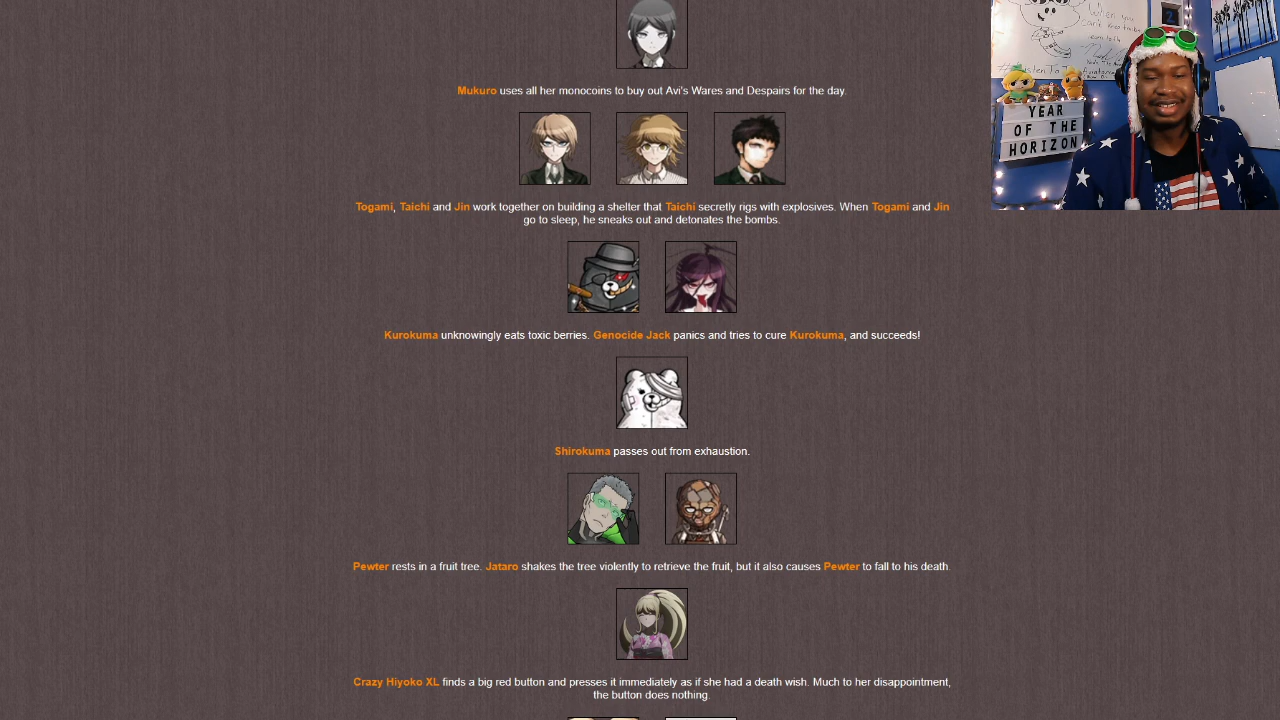 Mukuro uses all her monocoins to buy out Avi's Wares and Despairs for the day.
Togami, Taichi and Jin work together on building a shelter that Taichi secretly rigs with explosives. When Togami and Jin
go to sleep, he sneaks out and detonates the bombs.
Kurokuma unknowingly eats toxic berries. Genocide Jack panics and tries to cure Kurokuma, and succeeds!
Shirokuma passes out from exhaustion.
Pewter rests in a fruit tree. Jataro shakes the tree violently to retrieve the fruit, but it also causes Pewter to fall to his death.
Crazy Hiyoko XL finds a big red button and presses it immediately as if she had a death wish. Much to her disappointment,
the button does nothing.
When you
2
YEAR
OF THE
HORIZON